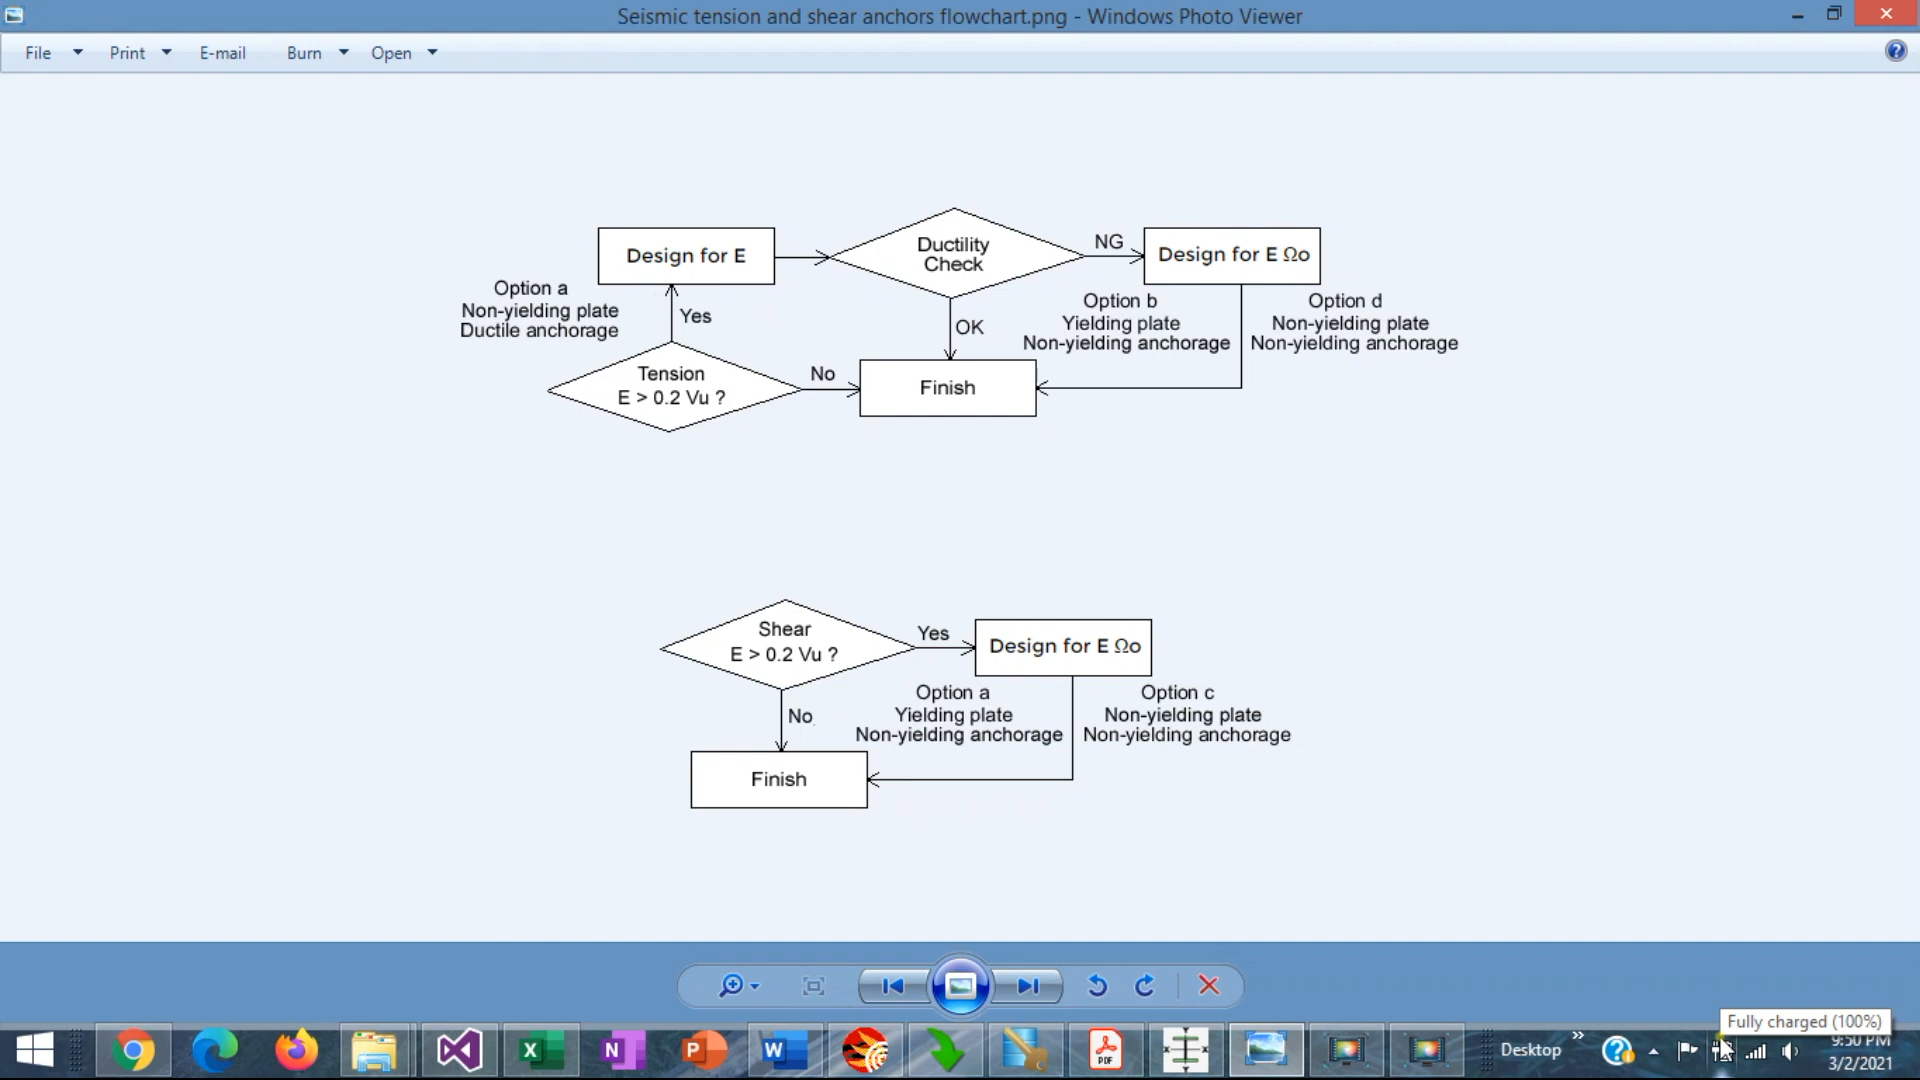 Seismic tension and shear anchors flowchart.png - Windows Photo Viewer
File Print E-mail Burn Open
Design for E
Ductility
Check
NG
Design for E Ωo
Option a
Non-yielding plate
Ductile anchorage
Yes
OK
Option b
Yielding plate
Non-yielding anchorage
Option d
Non-yielding plate
Non-yielding anchorage
Tension
E > 0.2 Vu ?
No
Finish
Shear
E > 0.2 Vu ?
Yes
Design for E Ωo
No
Option a
Yielding plate
Non-yielding anchorage
Option c
Non-yielding plate
Non-yielding anchorage
Finish
Fully charged (100%)
Desktop
9:50 PM
3/2/2021
X
N
P
W
PDF